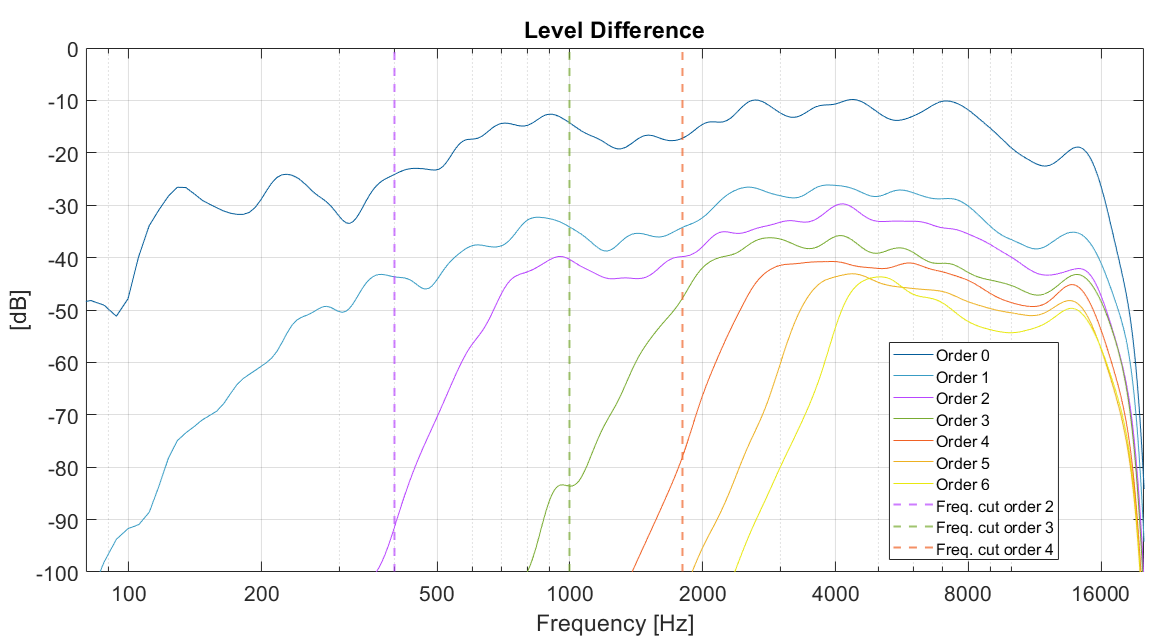 Level Difference
0
-10
-20
-30
-40
-50
-60
-70
-80
-90
-100
[dB]
100
200
500
1000
2000
4000
8000
16000
Frequency [Hz]
Order 0
Order 1
Order 2
Order 3
Order 4
Order 5
Order 6
Freq. cut order 2
Freq. cut order 3
Freq. cut order 4